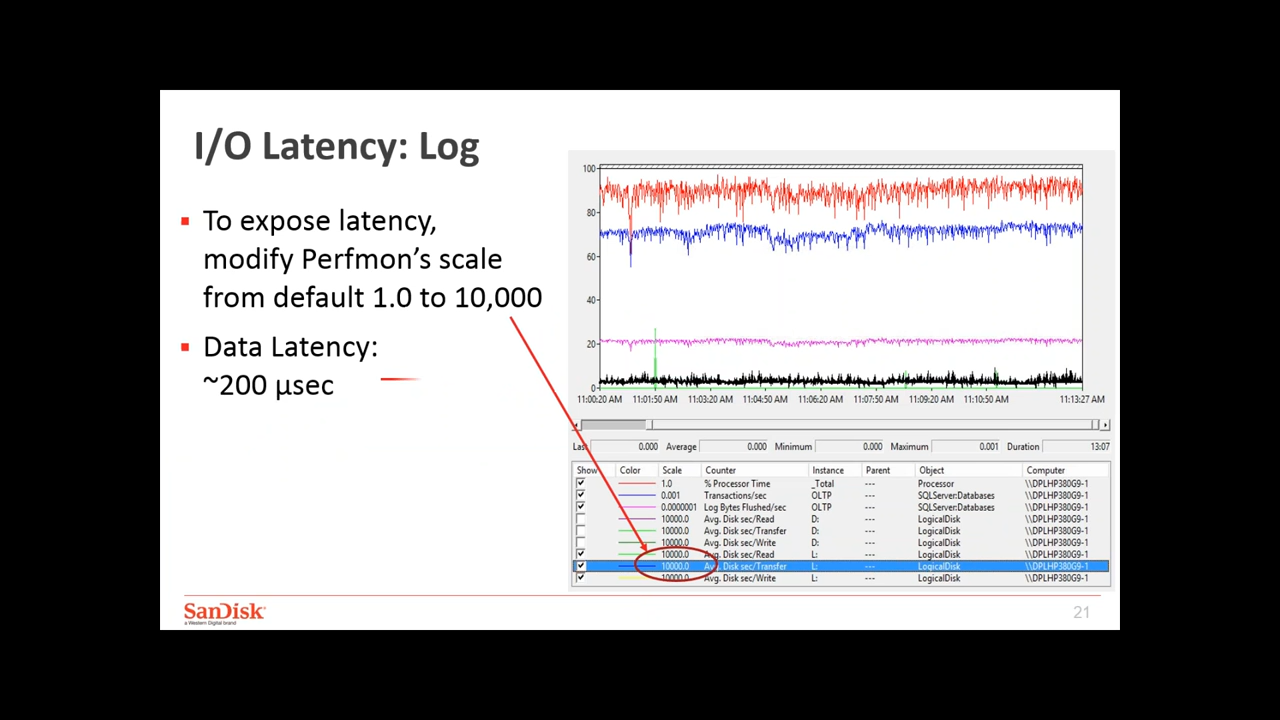 I/O Latency: Log
▪ To expose latency,
modify Perfmon's scale
from default 1.0 to 10,000
▪ Data Latency:
~200 µsec
100
80
60
40
20
0
11:00:20 AM 11:01:50 AM 11:03:20 AM 11:04:50 AM 11:06:20 AM 11:07:50 AM 11:09:20 AM 11:10:50 AM 11:13:27 AM
Las 0.000 Average 0.000 Minimum 0.000 Maximum 0.001 Duration 13:07
Show Color Scale Counter Instance Parent Object Computer
1.0 % Processor Time _Total --- Processor \\DPLHP380G9-1
0.001 Transactions/sec OLTP --- SQLServer:Databases \\DPLHP380G9-1
0.0000001 Log Bytes Flushed/sec OLTP --- SQLServer:Databases \\DPLHP380G9-1
10000.0 Avg. Disk sec/Read D: --- LogicalDisk \\DPLHP380G9-1
10000.0 Avg. Disk sec/Transfer D: --- LogicalDisk \\DPLHP380G9-1
10000.0 Avg. Disk sec/Write D: --- LogicalDisk \\DPLHP380G9-1
10000.0 Avg. Disk sec/Read L: --- LogicalDisk \\DPLHP380G9-1
10000.0 Avg. Disk sec/Transfer L: --- LogicalDisk \\DPLHP380G9-1
10000.0 Avg. Disk sec/Write L: --- LogicalDisk \\DPLHP380G9-1
SanDisk®
a Western Digital brand
21